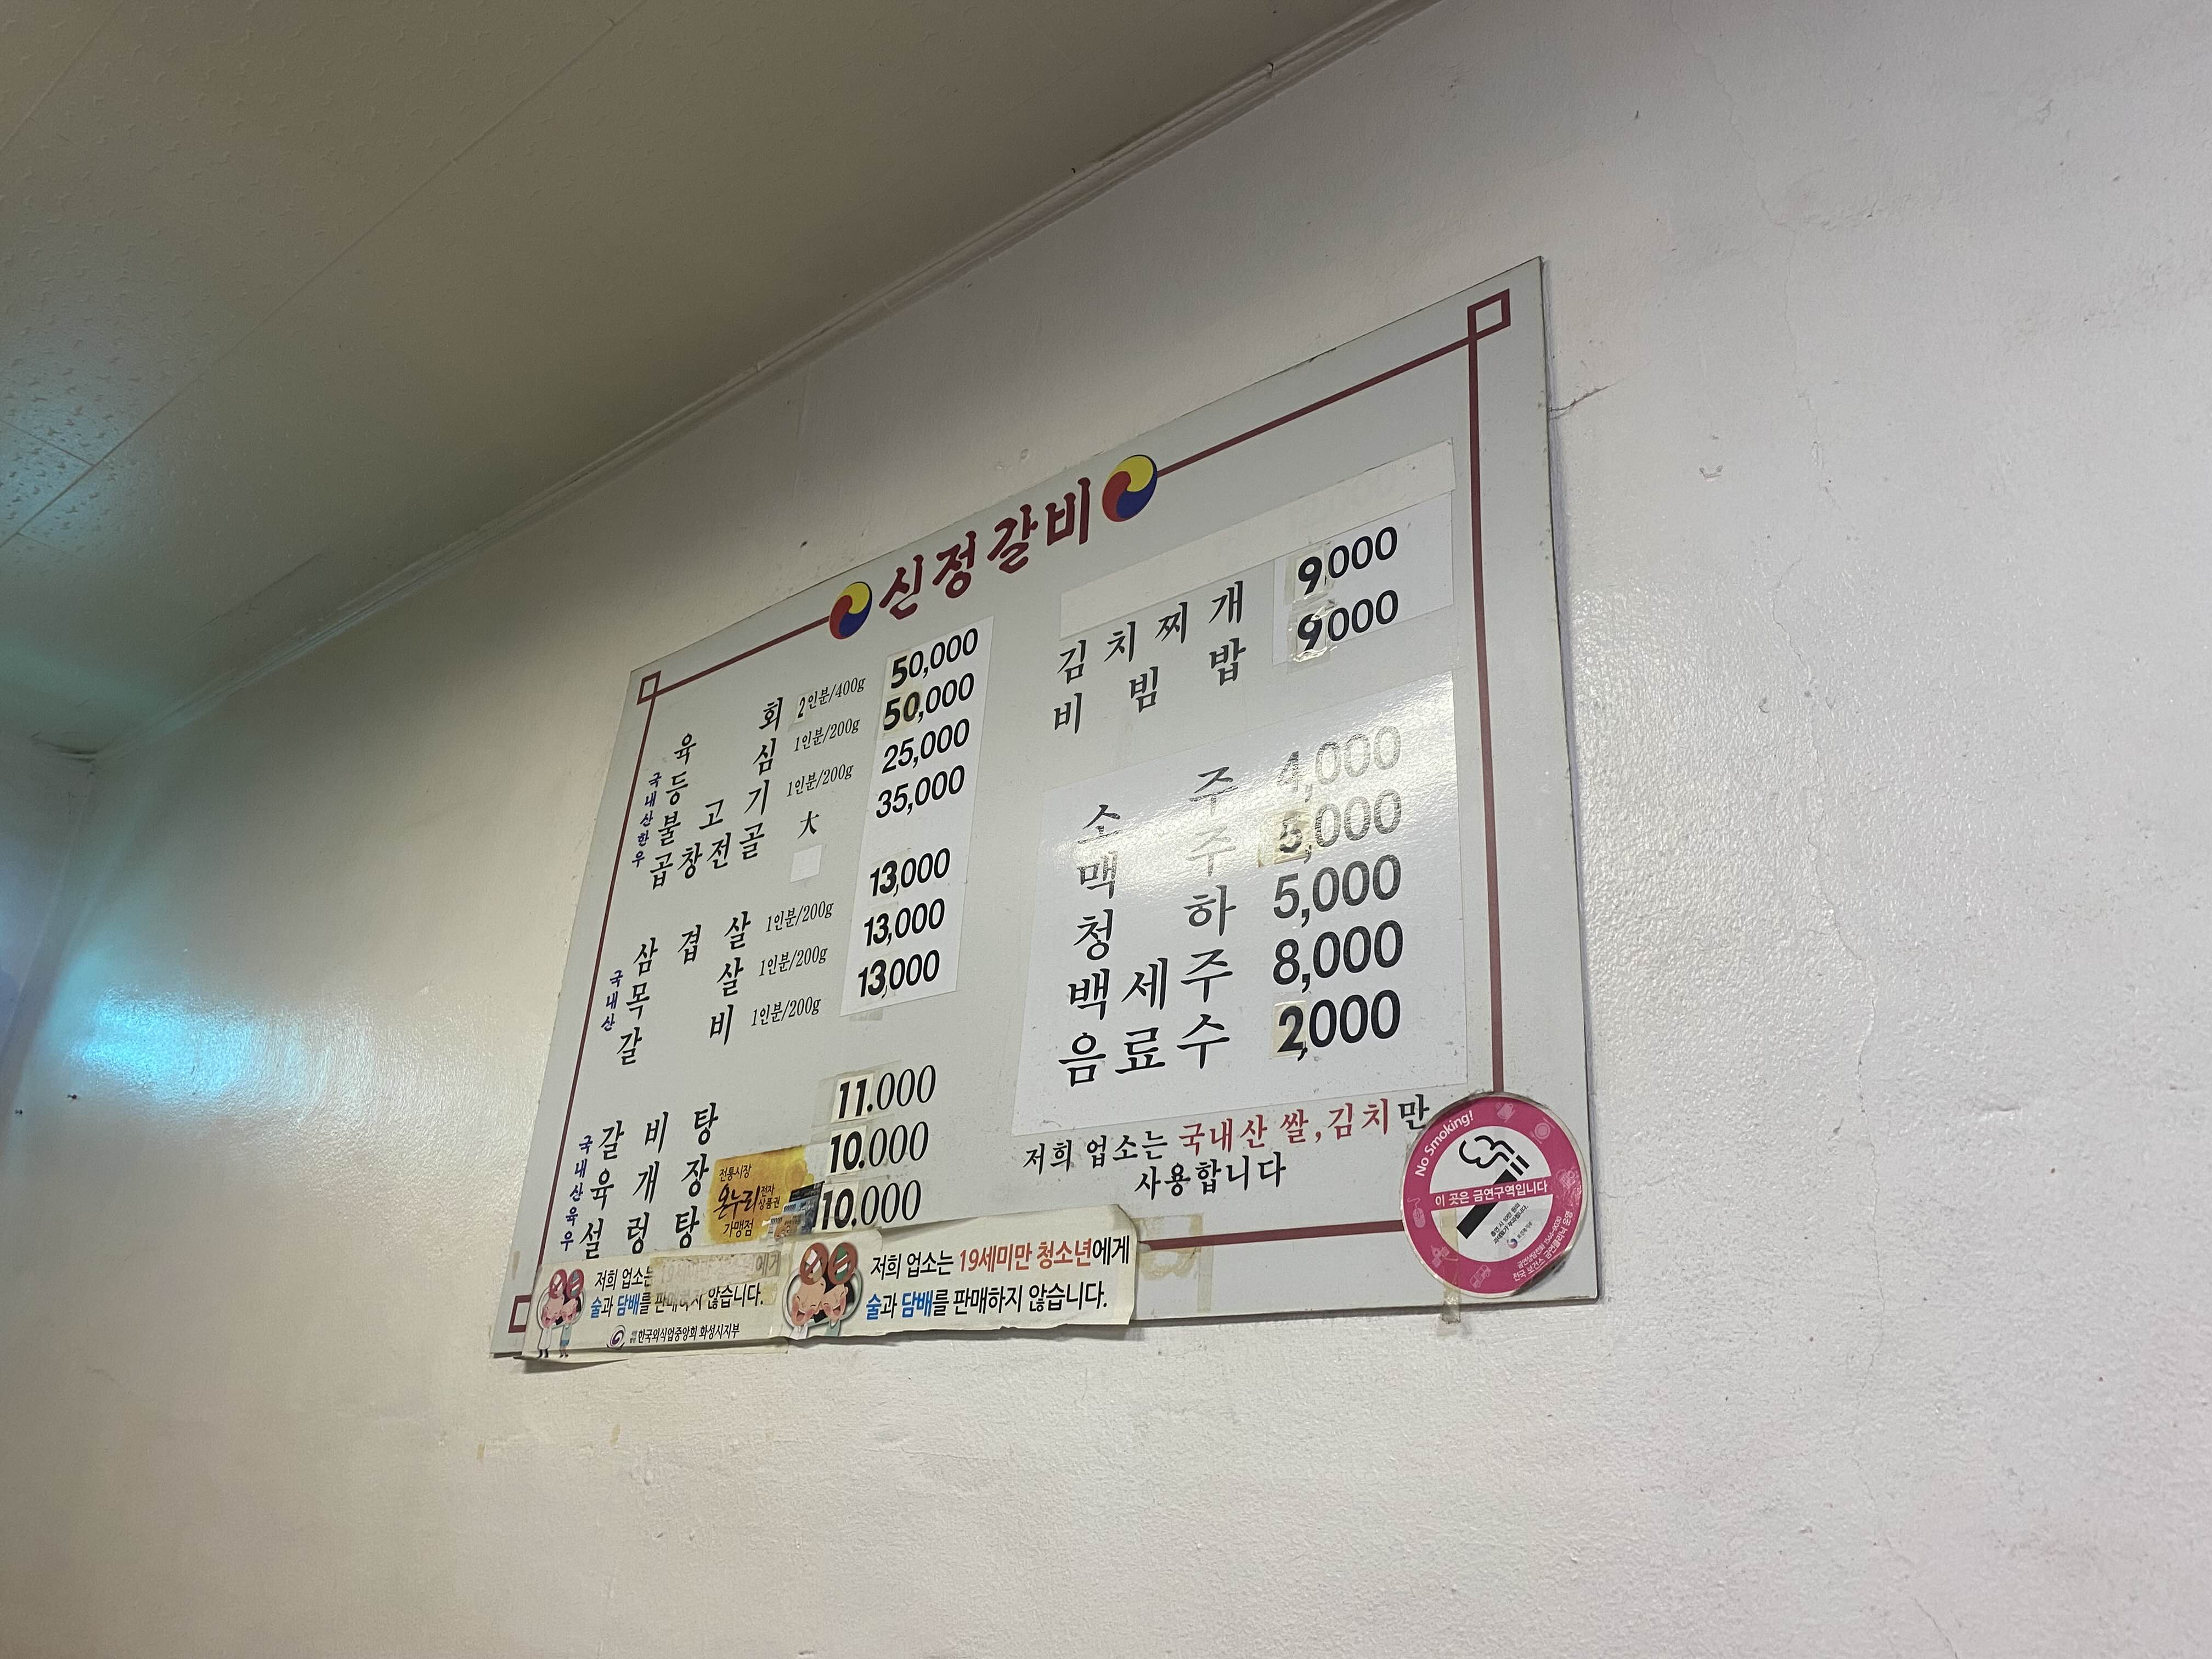 신정갈비
국내산한우
육회 2인분/400g 50,000
등심 1인분/200g 50,000
불고기 1인분/200g 25,000
곱창전골 大 35,000
국내산
삼겹살 1인분/200g 13,000
목살 1인분/200g 13,000
갈비 1인분/200g 13,000
국내산육우
갈비탕 11.000
육개장 10.000
설렁탕 10.000
전통시장
온누리 전자상품권
가맹점
김치찌개 9,000
비빔밥 9,000
소주 4,000
맥주 5,000
청하 5,000
백세주 8,000
음료수 2,000
저희 업소는 국내산 쌀,김치만
사용합니다
No Smoking!
이 곳은 금연구역입니다
저희 업소는 에게
술과 담배를 판매하지 않습니다.
한국외식업중앙회 화성시지부
저희 업소는 19세미만 청소년에게
술과 담배를 판매하지 않습니다.